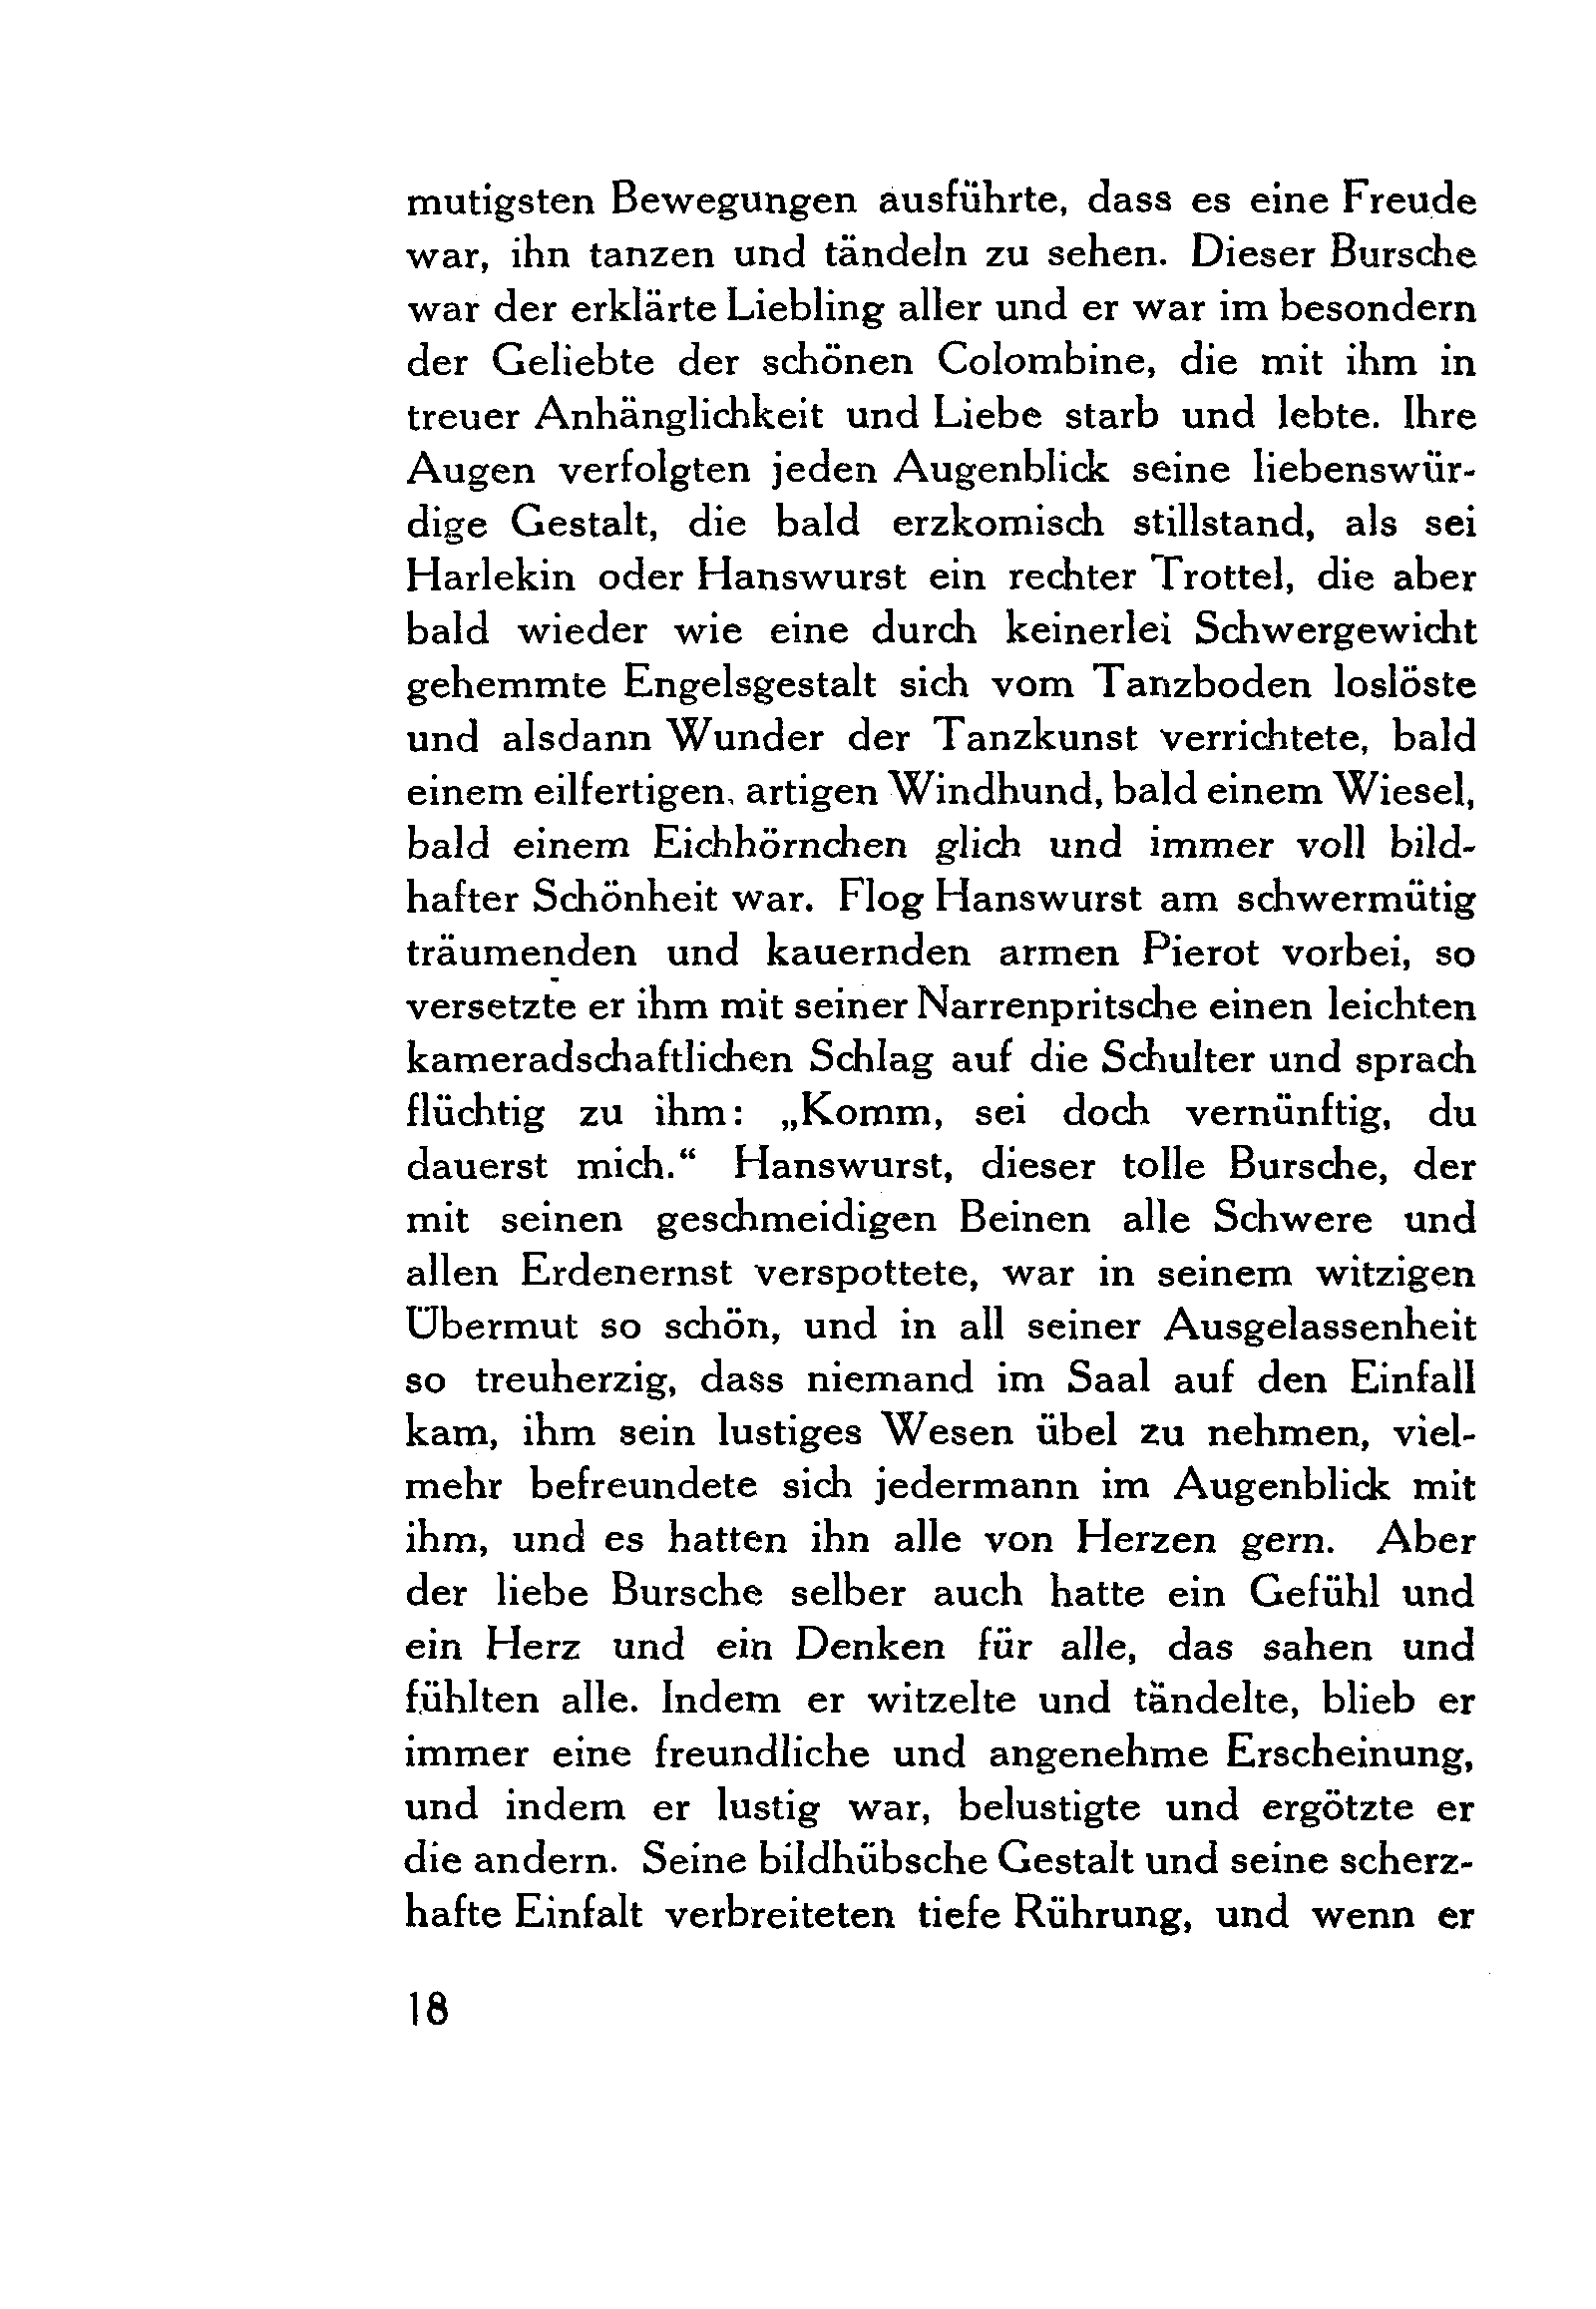 mutigsten Bewegungen ausführte, dass es eine Freude
war, ihn tanzen und tändeln zu sehen. Dieser Bursche
war der erklärte Liebling aller und er war im besondern
der Geliebte der schönen Colombine, die mit ihm in
treuer Anhänglichkeit und Liebe starb und lebte. Ihre
Augen verfolgten jeden Augenblick seine liebenswür-
dige Gestalt, die bald erzkomisch stillstand, als sei
Harlekin oder Hanswurst ein rechter Trottel, die aber
bald wieder wie eine durch keinerlei Schwergewicht
gehemmte Engelsgestalt sich vom Tanzboden loslöste
und alsdann Wunder der Tanzkunst verrichtete, bald
einem eilfertigen, artigen Windhund, bald einem Wiesel,
bald einem Eichhörnchen glich und immer voll bild-
hafter Schönheit war. Flog Hanswurst am schwermütig
träumenden und kauernden armen Pierot vorbei, so
versetzte er ihm mit seiner Narrenpritsche einen leichten
kameradschaftlichen Schlag auf die Schulter und sprach
flüchtig zu ihm: „Komm, sei doch vernünftig, du
dauerst mich.“ Hanswurst, dieser tolle Bursche, der
mit seinen geschmeidigen Beinen alle Schwere und
allen Erdenernst verspottete, war in seinem witzigen
Übermut so schön, und in all seiner Ausgelassenheit
so treuherzig, dass niemand im Saal auf den Einfall
kam, ihm sein lustiges Wesen übel zu nehmen, viel-
mehr befreundete sich jedermann im Augenblick mit
ihm, und es hatten ihn alle von Herzen gern. Aber
der liebe Bursche selber auch hatte ein Gefühl und
ein Herz und ein Denken für alle, das sahen und
fühlten alle. Indem er witzelte und tändelte, blieb er
immer eine freundliche und angenehme Erscheinung,
und indem er lustig war, belustigte und ergötzte er
die andern. Seine bildhübsche Gestalt und seine scherz-
hafte Einfalt verbreiteten tiefe Rührung, und wenn er
18